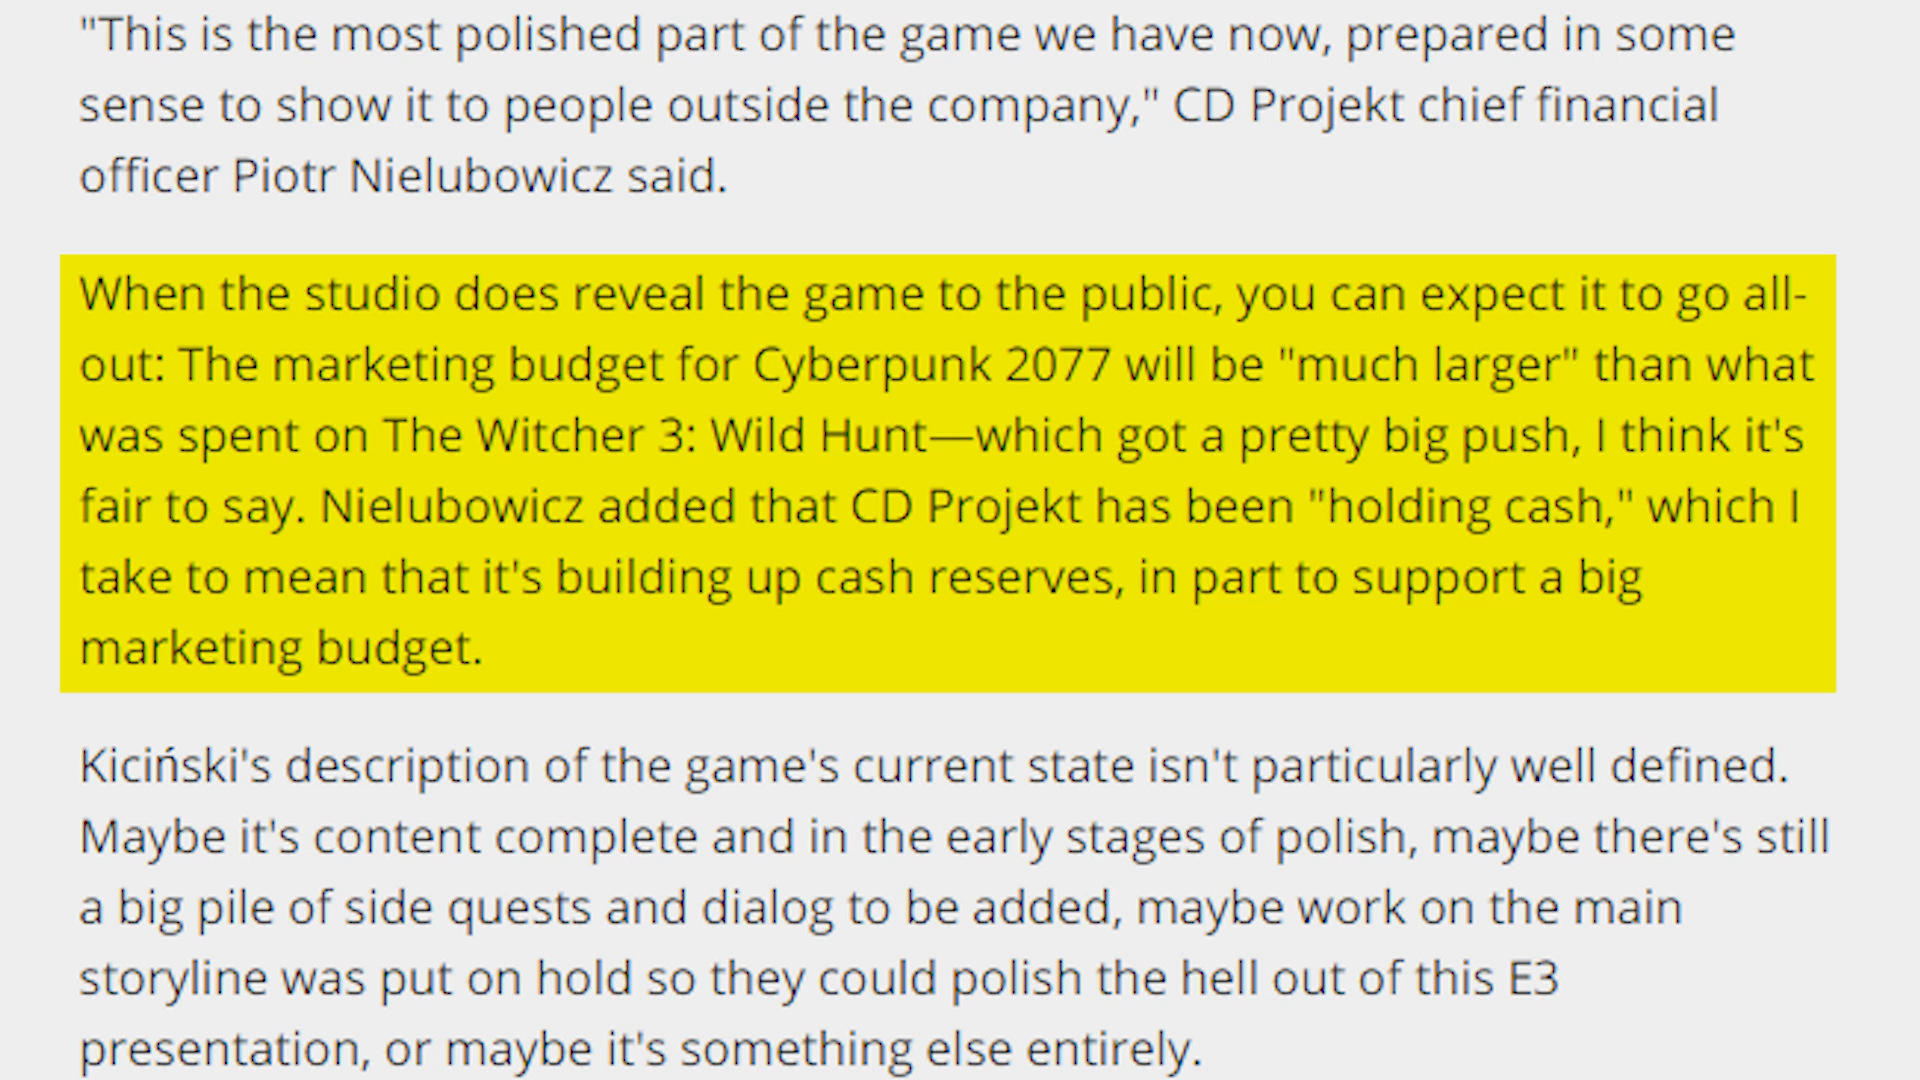 "This is the most polished part of the game we have now, prepared in some
sense to show it to people outside the company," CD Projekt chief financial
officer Piotr Nielubowicz said.
When the studio does reveal the game to the public, you can expect it to go all-
out: The marketing budget for Cyberpunk 2077 will be "much larger" than what
was spent on The Witcher 3: Wild Hunt—which got a pretty big push, I think it's
fair to say. Nielubowicz added that CD Projekt has been "holding cash," which I
take to mean that it's building up cash reserves, in part to support a big
marketing budget.
Kiciński's description of the game's current state isn't particularly well defined.
Maybe it's content complete and in the early stages of polish, maybe there's still
a big pile of side quests and dialog to be added, maybe work on the main
storyline was put on hold so they could polish the hell out of this E3
presentation, or maybe it's something else entirely.